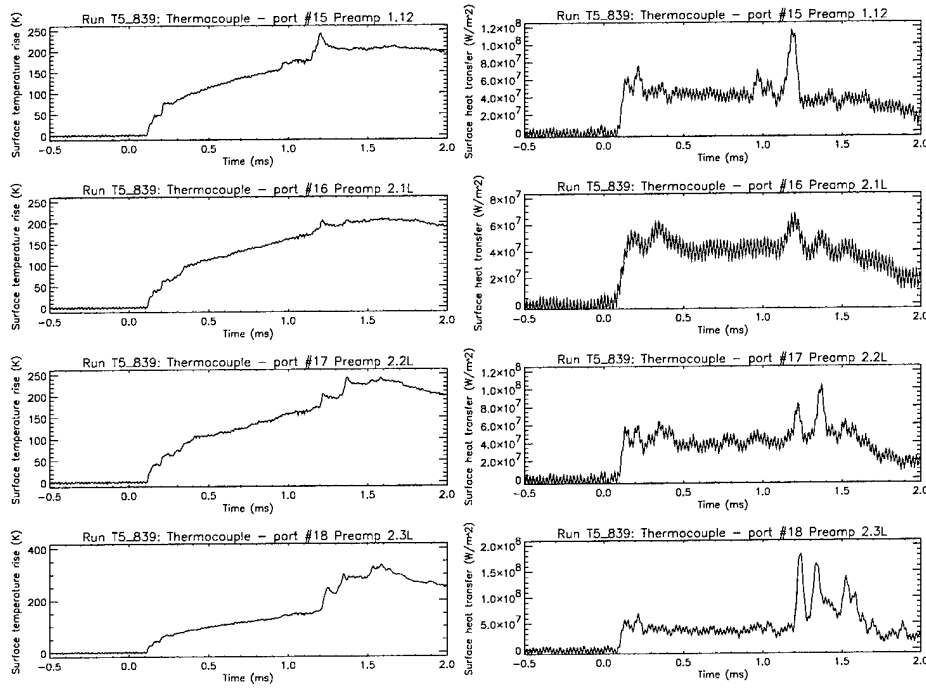 Run T5_839: Thermocouple — port #15 Preamp 1.12
Surface temperature rise (K)
250
200
150
100
50
0
-0.5 0.0 0.5 1.0 1.5 2.0
Time (ms)
Run T5_839: Thermocouple — port #15 Preamp 1.12
Surface heat transfer (W/m2)
1.2×10^8
1.0×10^8
8.0×10^7
6.0×10^7
4.0×10^7
2.0×10^7
0
-0.5 0.0 0.5 1.0 1.5 2.0
Time (ms)
Run T5_839: Thermocouple — port #16 Preamp 2.1L
Surface temperature rise (K)
250
200
150
100
50
0
-0.5 0.0 0.5 1.0 1.5 2.0
Time (ms)
Run T5_839: Thermocouple — port #16 Preamp 2.1L
Surface heat transfer (W/m2)
8×10^7
6×10^7
4×10^7
2×10^7
0
-0.5 0.0 0.5 1.0 1.5 2.0
Time (ms)
Run T5_839: Thermocouple — port #17 Preamp 2.2L
Surface temperature rise (K)
250
200
150
100
50
0
-0.5 0.0 0.5 1.0 1.5 2.0
Time (ms)
Run T5_839: Thermocouple — port #17 Preamp 2.2L
Surface heat transfer (W/m2)
1.2×10^8
1.0×10^8
8.0×10^7
6.0×10^7
4.0×10^7
2.0×10^7
0
-0.5 0.0 0.5 1.0 1.5 2.0
Time (ms)
Run T5_839: Thermocouple — port #18 Preamp 2.3L
Surface temperature rise (K)
400
200
0
-0.5 0.0 0.5 1.0 1.5 2.0
Time (ms)
Run T5_839: Thermocouple — port #18 Preamp 2.3L
Surface heat transfer (W/m2)
2.0×10^8
1.5×10^8
1.0×10^8
5.0×10^7
0
-0.5 0.0 0.5 1.0 1.5 2.0
Time (ms)